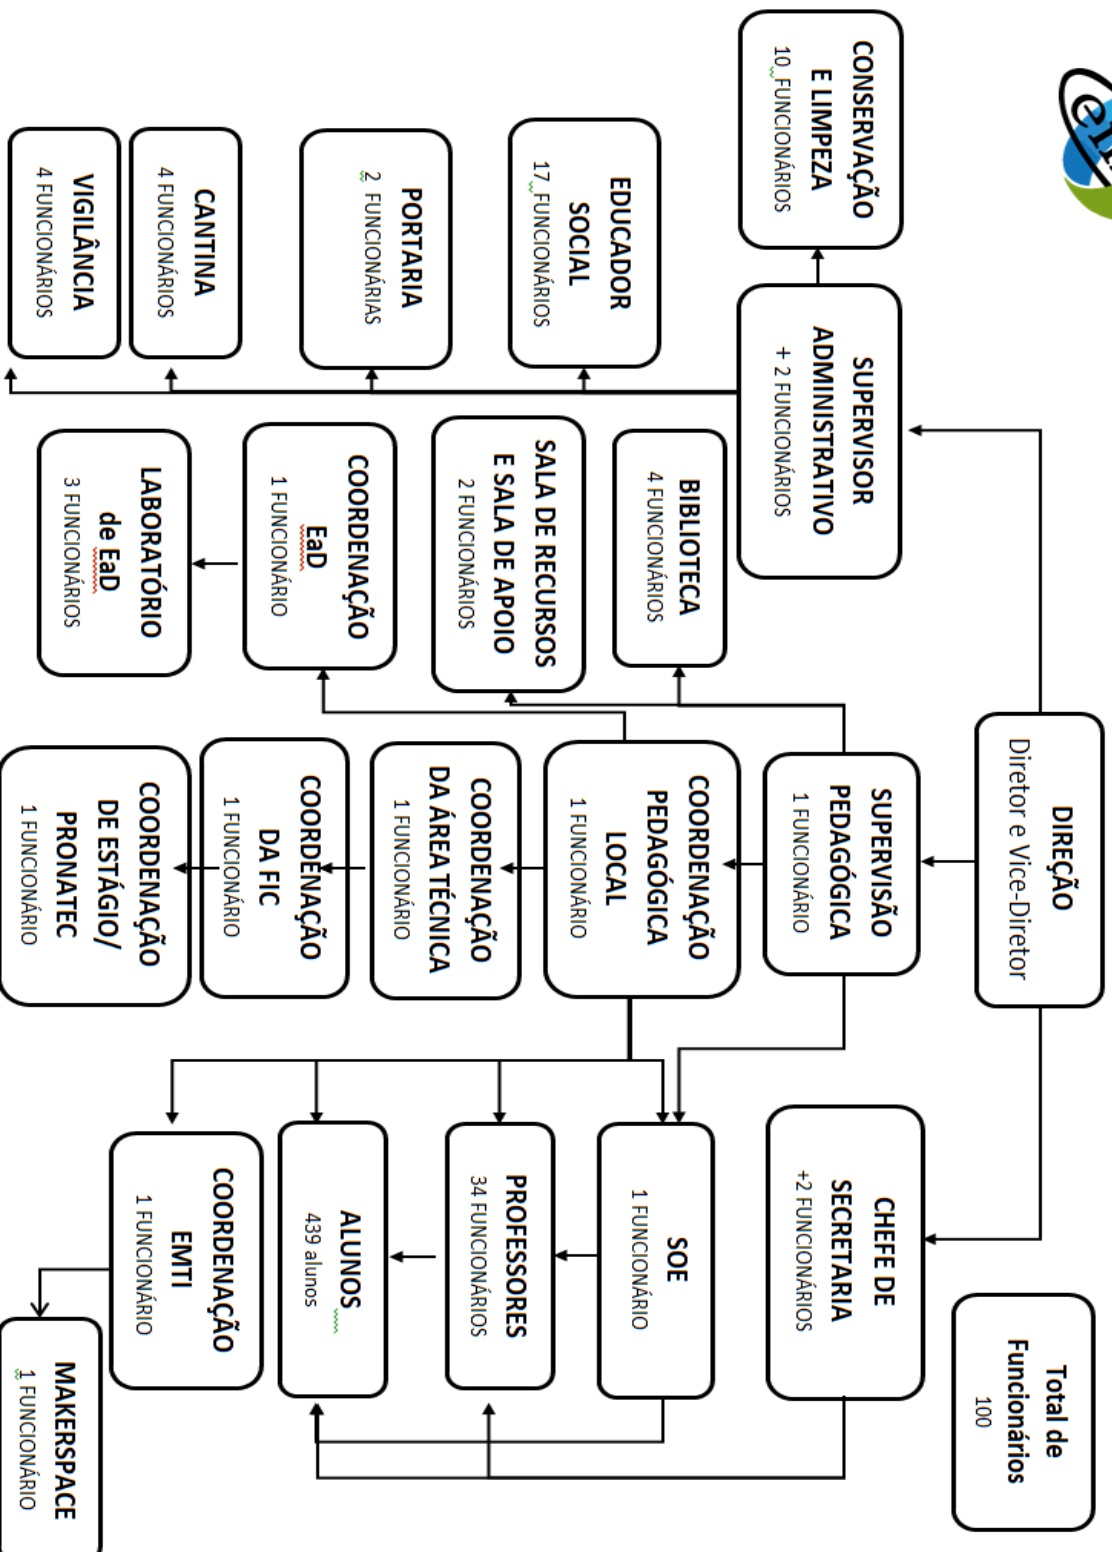 DIREÇÃO
Diretor e Vice-Diretor
Total de
Funcionários
100
SUPERVISOR
ADMINISTRATIVO
+ 2 FUNCIONÁRIOS
CONSERVAÇÃO
E LIMPEZA
10 FUNCIONÁRIOS
EDUCADOR
SOCIAL
17 FUNCIONÁRIOS
PORTARIA
2 FUNCIONÁRIAS
CANTINA
4 FUNCIONÁRIOS
VIGILÂNCIA
4 FUNCIONÁRIOS
SUPERVISÃO
PEDAGÓGICA
1 FUNCIONÁRIO
BIBLIOTECA
4 FUNCIONÁRIOS
SALA DE RECURSOS
E SALA DE APOIO
2 FUNCIONÁRIOS
COORDENAÇÃO
EaD
1 FUNCIONÁRIO
LABORATÓRIO
de EaD
3 FUNCIONÁRIOS
COORDENAÇÃO
PEDAGÓGICA
LOCAL
1 FUNCIONÁRIO
COORDENAÇÃO
DA ÁREA TÉCNICA
1 FUNCIONÁRIO
COORDENAÇÃO
DA FIC
1 FUNCIONÁRIO
COORDENAÇÃO
DE ESTÁGIO/
PRONATEC
1 FUNCIONÁRIO
CHEFE DE
SECRETARIA
+2 FUNCIONÁRIOS
SOE
1 FUNCIONÁRIO
PROFESSORES
34 FUNCIONÁRIOS
ALUNOS
439 alunos
COORDENAÇÃO
EMTI
1 FUNCIONÁRIO
MAKERSPACE
1 FUNCIONÁRIO